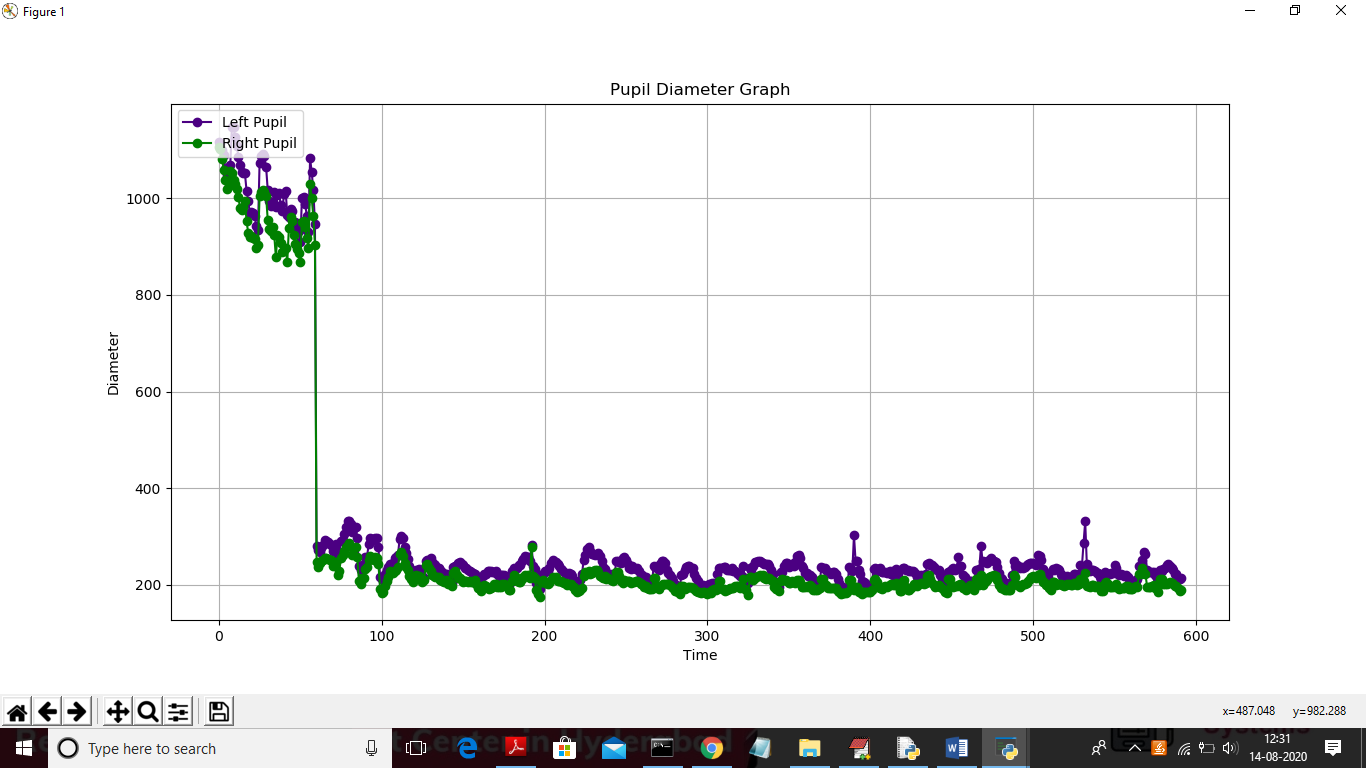 Figure 1
Pupil Diameter Graph
Left Pupil
Right Pupil
1000
800
600
400
200
Diameter
0 100 200 300 400 500 600
Time
x=487.048 y=982.288
Type here to search
12:31
14-08-2020